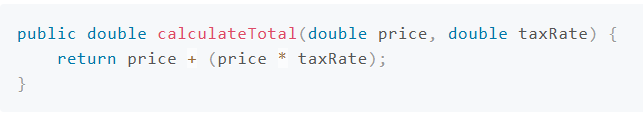 public double calculateTotal(double price, double taxRate) {
    return price + (price * taxRate);
}